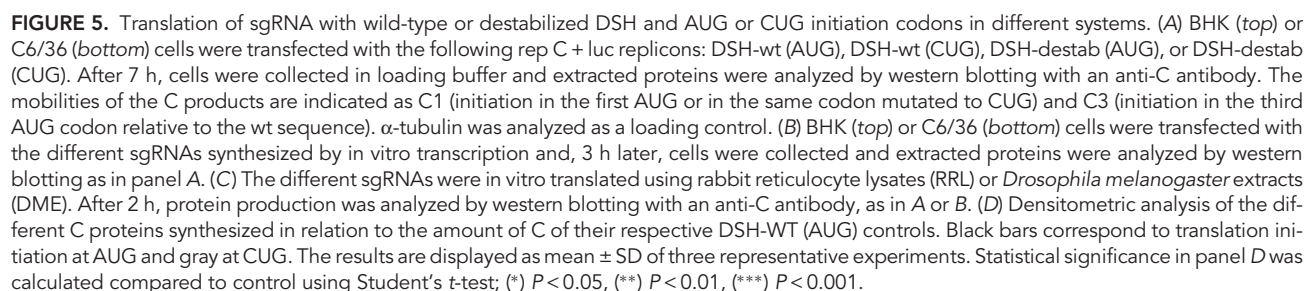 FIGURE 5. Translation of sgRNA with wild-type or destabilized DSH and AUG or CUG initiation codons in different systems. (A) BHK (top) or
C6/36 (bottom) cells were transfected with the following rep C + luc replicons: DSH-wt (AUG), DSH-wt (CUG), DSH-destab (AUG), or DSH-destab
(CUG). After 7 h, cells were collected in loading buffer and extracted proteins were analyzed by western blotting with an anti-C antibody. The
mobilities of the C products are indicated as C1 (initiation in the first AUG or in the same codon mutated to CUG) and C3 (initiation in the third
AUG codon relative to the wt sequence). α-tubulin was analyzed as a loading control. (B) BHK (top) or C6/36 (bottom) cells were transfected with
the different sgRNAs synthesized by in vitro transcription and, 3 h later, cells were collected and extracted proteins were analyzed by western
blotting as in panel A. (C) The different sgRNAs were in vitro translated using rabbit reticulocyte lysates (RRL) or Drosophila melanogaster extracts
(DME). After 2 h, protein production was analyzed by western blotting with an anti-C antibody, as in A or B. (D) Densitometric analysis of the dif-
ferent C proteins synthesized in relation to the amount of C of their respective DSH-WT (AUG) controls. Black bars correspond to translation ini-
tiation at AUG and gray at CUG. The results are displayed as mean ± SD of three representative experiments. Statistical significance in panel D was
calculated compared to control using Student's t-test; (*) P < 0.05, (**) P < 0.01, (***) P < 0.001.